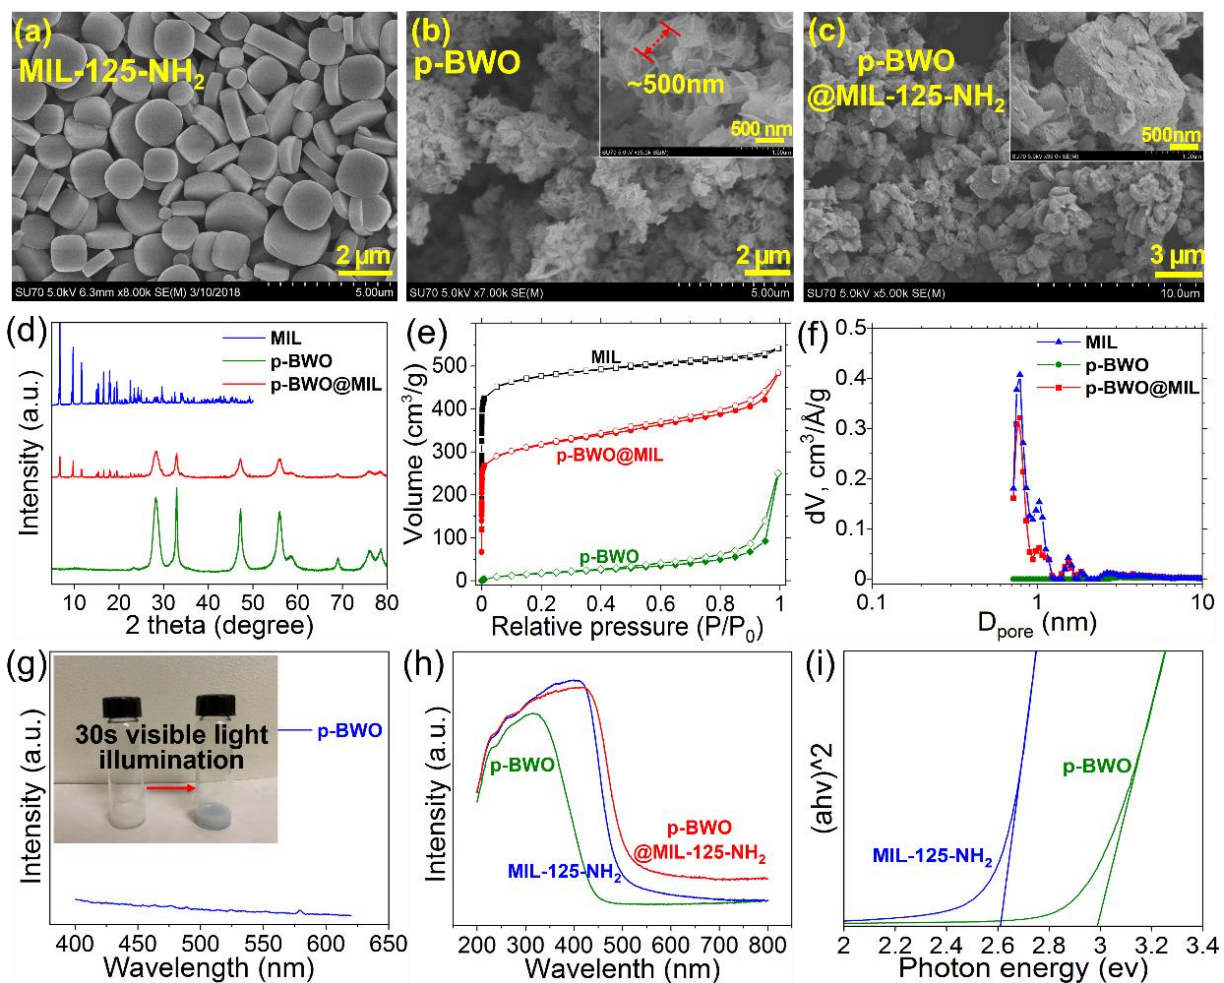 (a)
MIL-125-NH₂
2 μm
SU70 5.0kV 6.3mm x8.00k SE(M) 3/10/2018
5.00um
(b)
p-BWO
~500nm
500 nm
1.00um
2 μm
SU70 5.0kV x7.00k SE(M)
5.00um
(c)
p-BWO
@MIL-125-NH₂
500nm
1.00um
3 μm
SU70 5.0kV x5.00k SE(M)
10.0um
(d)
MIL
p-BWO
p-BWO@MIL
Intensity (a.u.)
10 20 30 40 50 60 70 80
2 theta (degree)
(e)
MIL
p-BWO@MIL
p-BWO
Volume (cm³/g)
500
400
300
200
100
0
0 0.2 0.4 0.6 0.8 1
Relative pressure (P/P₀)
(f)
MIL
p-BWO
p-BWO@MIL
dV, cm³/Å/g
0.5
0.4
0.3
0.2
0.1
0
0.1 1 10
Dpore (nm)
(g)
30s visible light
illumination
p-BWO
Intensity (a.u.)
400 450 500 550 600 650
Wavelength (nm)
(h)
p-BWO
p-BWO
@MIL-125-NH₂
MIL-125-NH₂
Intensity (a.u.)
200 300 400 500 600 700 800
Wavelenth (nm)
(i)
p-BWO
MIL-125-NH₂
(ahv)^2
2 2.2 2.4 2.6 2.8 3 3.2 3.4
Photon energy (ev)